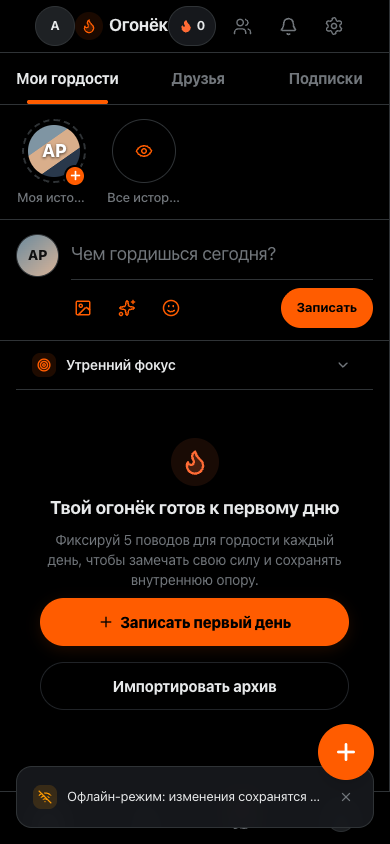 А Огонёк 0
Мои гордости Друзья Подписки
АР
Моя исто... Все истор...
АР Чем гордишься сегодня?
Записать
Утренний фокус
Твой огонёк готов к первому дню
Фиксируй 5 поводов для гордости каждый
день, чтобы замечать свою силу и сохранять
внутреннюю опору.
Записать первый день
Импортировать архив
Офлайн-режим: изменения сохранятся ...